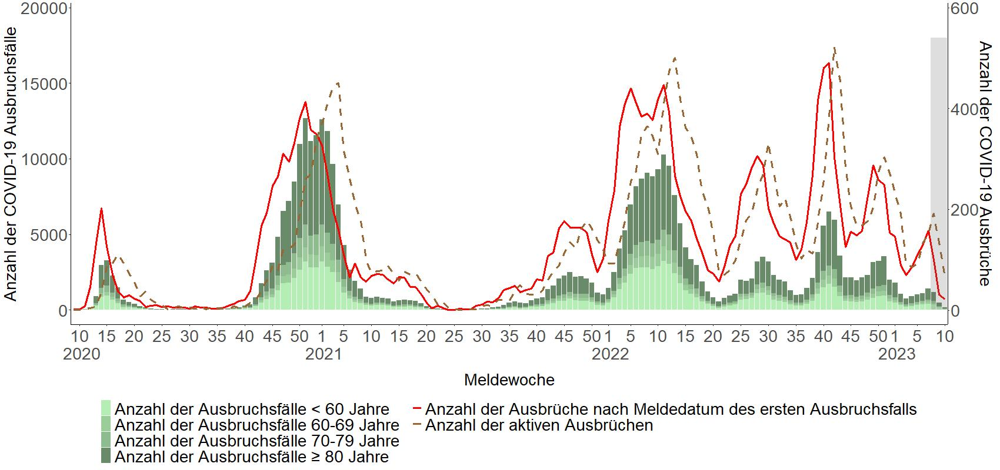 20000
15000
10000
5000
0
Anzahl der COVID-19 Ausbruchsfälle
600
400
200
0
Anzahl der COVID-19 Ausbrüche
10 15 20 25 30 35 40 45 50 1 5 10 15 20 25 30 35 40 45 50 1 5 10 15 20 25 30 35 40 45 50 1 5 10
2020 2021 2022 2023
Meldewoche
Anzahl der Ausbruchsfälle < 60 Jahre
Anzahl der Ausbruchsfälle 60-69 Jahre
Anzahl der Ausbruchsfälle 70-79 Jahre
Anzahl der Ausbruchsfälle ≥ 80 Jahre
Anzahl der Ausbrüche nach Meldedatum des ersten Ausbruchsfalls
Anzahl der aktiven Ausbrüchen